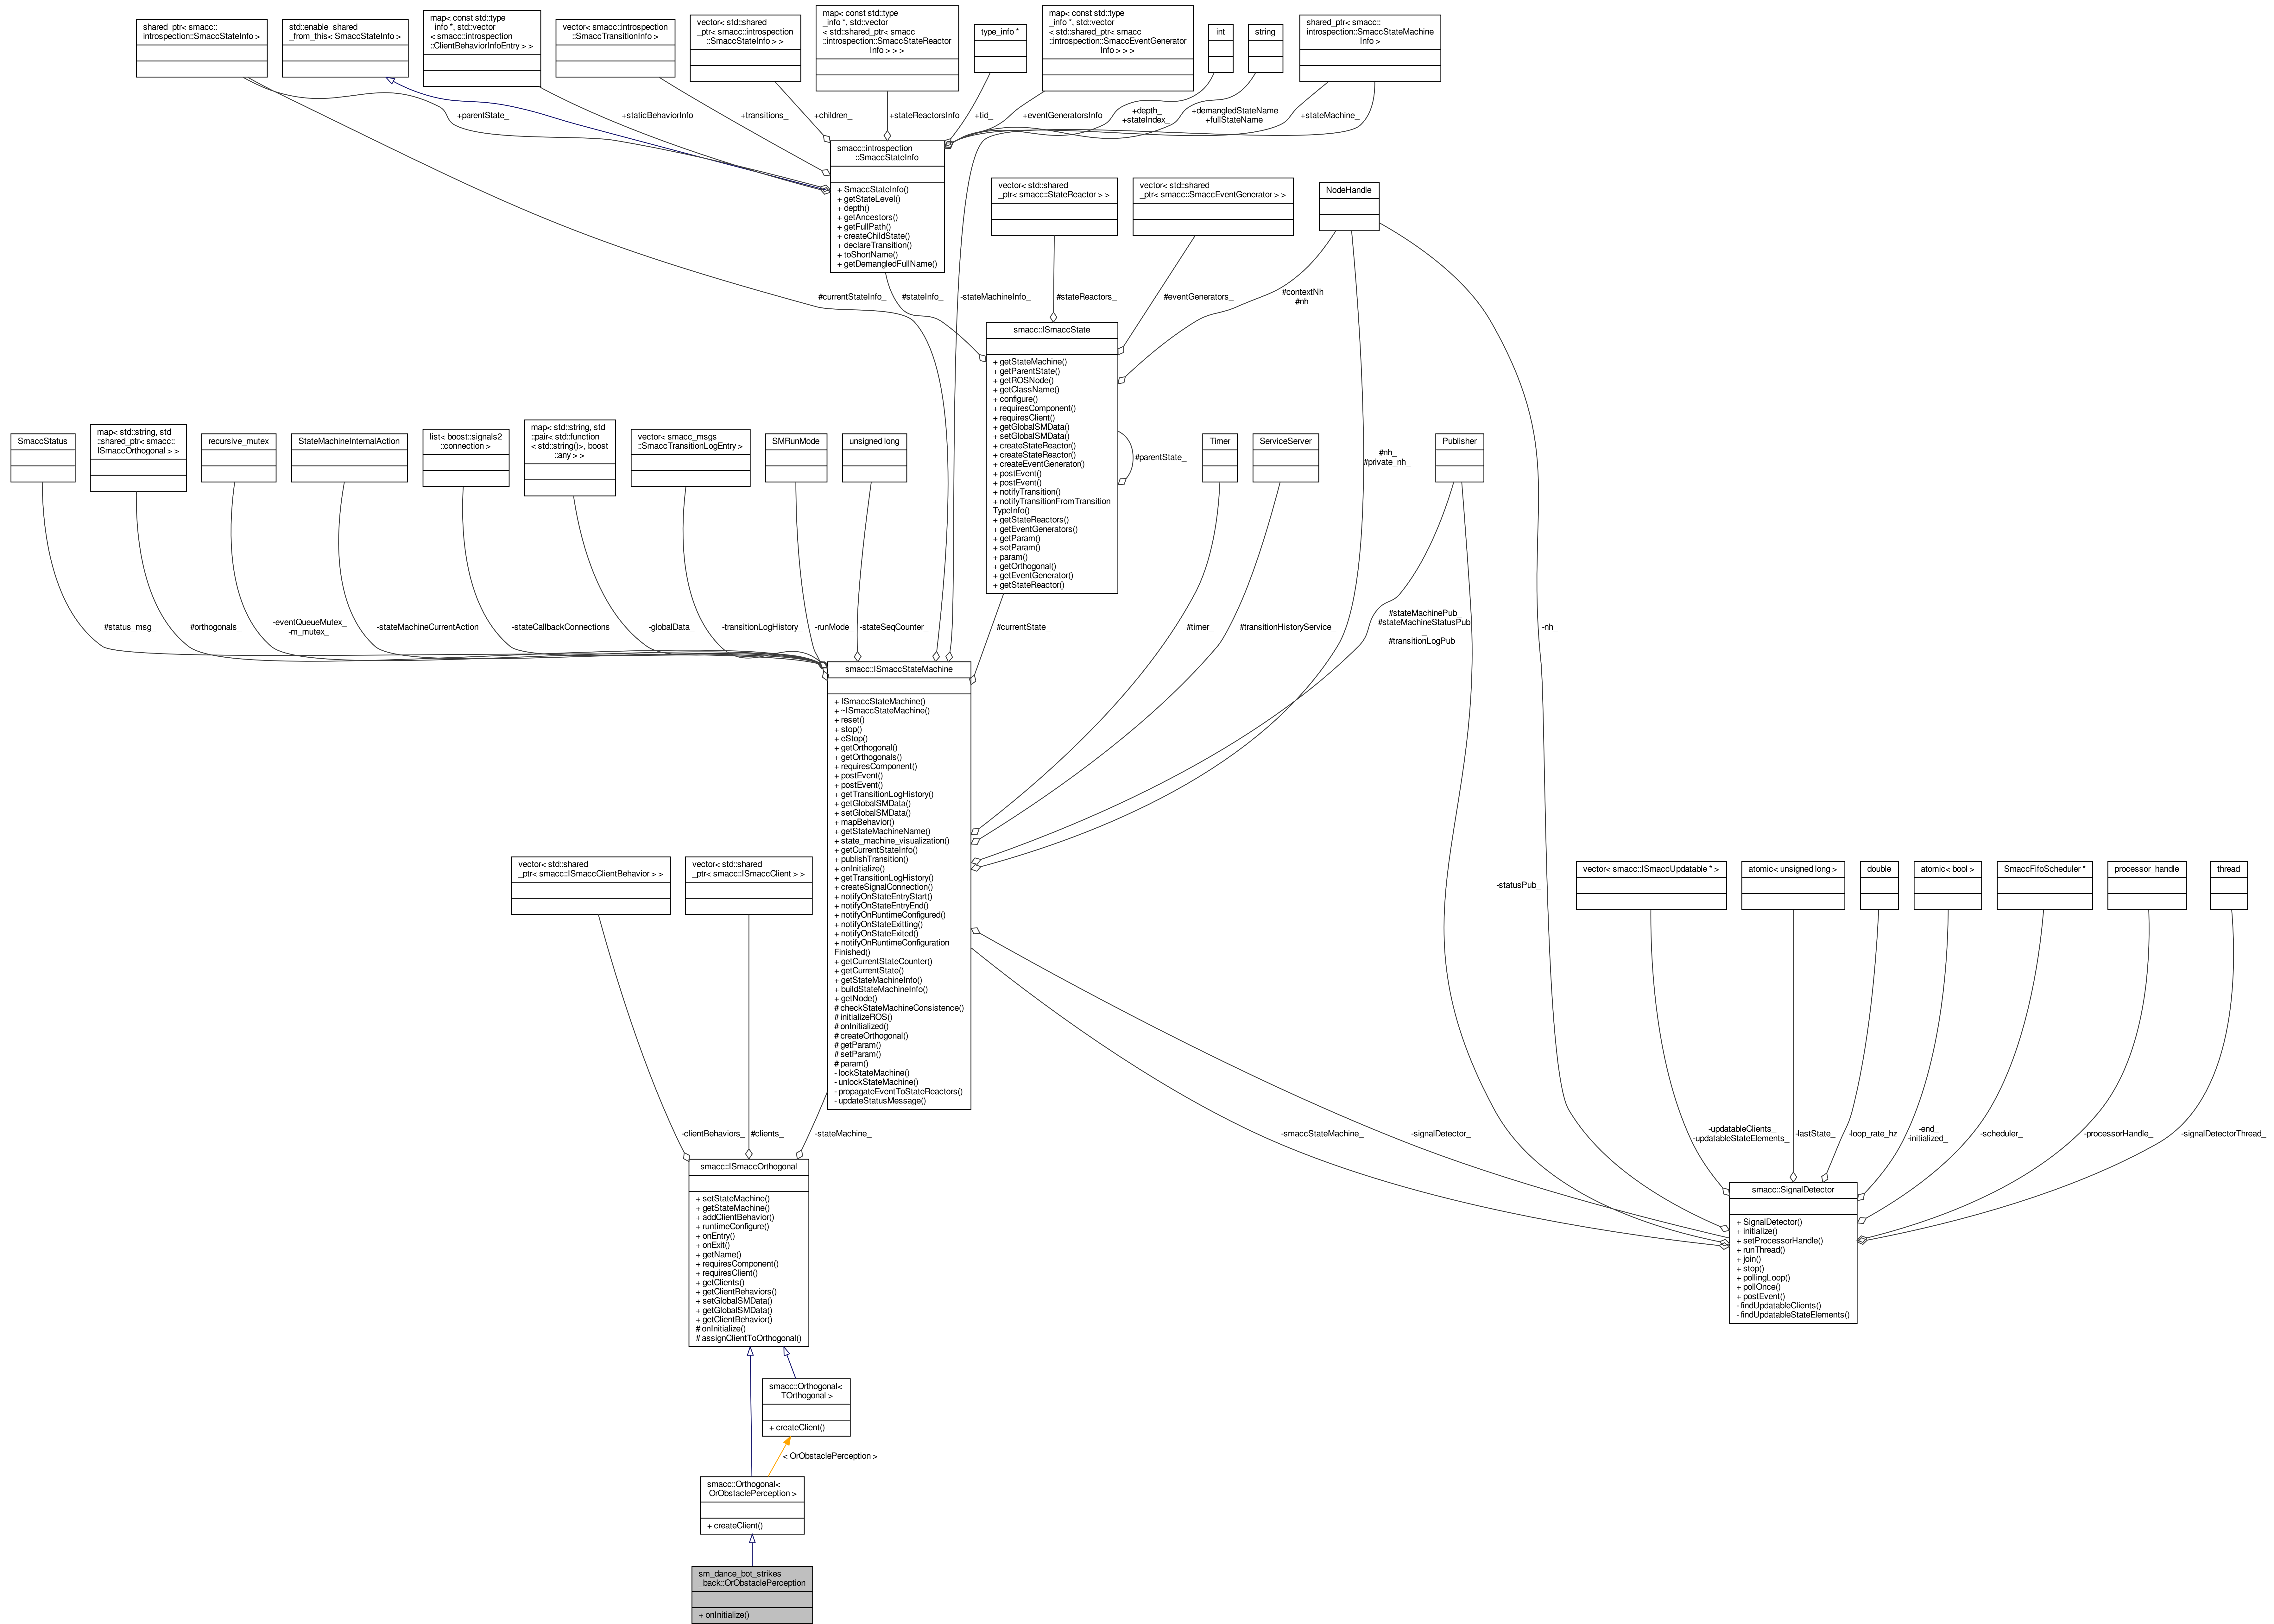 shared_ptr< smacc::
introspection::SmaccStateInfo >
std::enable_shared
_from_this< SmaccStateInfo >
map< const std::type
_info *, std::vector
< smacc::introspection
::ClientBehaviorInfoEntry > >
vector< smacc::introspection
::SmaccTransitionInfo >
vector< std::shared
_ptr< smacc::introspection
::SmaccStateInfo > >
map< const std::type
_info *, std::vector
< std::shared_ptr< smacc
::introspection::SmaccStateReactor
Info > > >
type_info *
map< const std::type
_info *, std::vector
< std::shared_ptr< smacc
::introspection::SmaccEventGenerator
Info > > >
int
string
shared_ptr< smacc::
introspection::SmaccStateMachine
Info >
+parentState_
+staticBehaviorInfo
+transitions_
+children_
+stateReactorsInfo
+tid_
+eventGeneratorsInfo
+depth_
+stateIndex_
+demangledStateName
+fullStateName
+stateMachine_
smacc::introspection
::SmaccStateInfo
+ SmaccStateInfo()
+ getStateLevel()
+ depth()
+ getAncestors()
+ getFullPath()
+ createChildState()
+ declareTransition()
+ toShortName()
+ getDemangledFullName()
vector< std::shared
_ptr< smacc::StateReactor > >
vector< std::shared
_ptr< smacc::SmaccEventGenerator > >
NodeHandle
#currentStateInfo_
#stateInfo_
-stateMachineInfo_
#stateReactors_
#eventGenerators_
#contextNh
#nh
smacc::ISmaccState
+ getStateMachine()
+ getParentState()
+ getROSNode()
+ getClassName()
+ configure()
+ requiresComponent()
+ requiresClient()
+ getGlobalSMData()
+ setGlobalSMData()
+ createStateReactor()
+ createStateReactor()
+ createEventGenerator()
+ postEvent()
+ postEvent()
+ notifyTransition()
+ notifyTransitionFromTransition
TypeInfo()
+ getStateReactors()
+ getEventGenerators()
+ getParam()
+ setParam()
+ param()
+ getOrthogonal()
+ getEventGenerator()
+ getStateReactor()
#parentState_
SmaccStatus
map< std::string, std
::shared_ptr< smacc::
ISmaccOrthogonal > >
recursive_mutex
StateMachineInternalAction
list< boost::signals2
::connection >
map< std::string, std
::pair< std::function
< std::string()>, boost
::any > >
vector< smacc_msgs
::SmaccTransitionLogEntry >
SMRunMode
unsigned long
Timer
ServiceServer
#nh_
#private_nh_
Publisher
#status_msg_
#orthogonals_
-eventQueueMutex_
-m_mutex_
-stateMachineCurrentAction
-stateCallbackConnections
-globalData_
-transitionLogHistory_
-runMode_
-stateSeqCounter_
#currentState_
#timer_
#transitionHistoryService_
#stateMachinePub_
#stateMachineStatusPub
_
#transitionLogPub_
-nh_
smacc::ISmaccStateMachine
+ ISmaccStateMachine()
+ ~ISmaccStateMachine()
+ reset()
+ stop()
+ eStop()
+ getOrthogonal()
+ getOrthogonals()
+ requiresComponent()
+ postEvent()
+ postEvent()
+ getTransitionLogHistory()
+ getGlobalSMData()
+ setGlobalSMData()
+ mapBehavior()
+ getStateMachineName()
+ state_machine_visualization()
+ getCurrentStateInfo()
+ publishTransition()
+ onInitialize()
+ getTransitionLogHistory()
+ createSignalConnection()
+ notifyOnStateEntryStart()
+ notifyOnStateEntryEnd()
+ notifyOnRuntimeConfigured()
+ notifyOnStateExitting()
+ notifyOnStateExited()
+ notifyOnRuntimeConfiguration
Finished()
+ getCurrentStateCounter()
+ getCurrentState()
+ getStateMachineInfo()
+ buildStateMachineInfo()
+ getNode()
# checkStateMachineConsistence()
# initializeROS()
# onInitialized()
# createOrthogonal()
# getParam()
# setParam()
# param()
- lockStateMachine()
- unlockStateMachine()
- propagateEventToStateReactors()
- updateStatusMessage()
vector< std::shared
_ptr< smacc::ISmaccClientBehavior > >
vector< std::shared
_ptr< smacc::ISmaccClient > >
-statusPub_
vector< smacc::ISmaccUpdatable * >
atomic< unsigned long >
double
atomic< bool >
SmaccFifoScheduler *
processor_handle
thread
-clientBehaviors_
#clients_
-stateMachine_
-smaccStateMachine_
-signalDetector_
-updatableClients_
-updatableStateElements_
-lastState_
-loop_rate_hz
-end_
-initialized_
-scheduler_
-processorHandle_
-signalDetectorThread_
smacc::ISmaccOrthogonal
+ setStateMachine()
+ getStateMachine()
+ addClientBehavior()
+ runtimeConfigure()
+ onEntry()
+ onExit()
+ getName()
+ requiresComponent()
+ requiresClient()
+ getClients()
+ getClientBehaviors()
+ setGlobalSMData()
+ getGlobalSMData()
+ getClientBehavior()
# onInitialize()
# assignClientToOrthogonal()
smacc::SignalDetector
+ SignalDetector()
+ initialize()
+ setProcessorHandle()
+ runThread()
+ join()
+ stop()
+ pollingLoop()
+ pollOnce()
+ postEvent()
- findUpdatableClients()
- findUpdatableStateElements()
smacc::Orthogonal<
TOrthogonal >
+ createClient()
< OrObstaclePerception >
smacc::Orthogonal<
OrObstaclePerception >
+ createClient()
sm_dance_bot_strikes
_back::OrObstaclePerception
+ onInitialize()